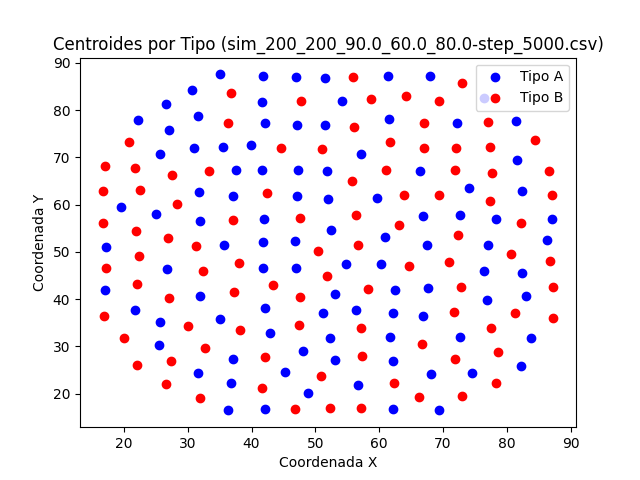 Centroides por Tipo (sim_200_200_90.0_60.0_80.0-step_5000.csv)
Tipo A
Tipo B
90
80
70
60
50
40
30
20
Coordenada Y
20 30 40 50 60 70 80 90
Coordenada X